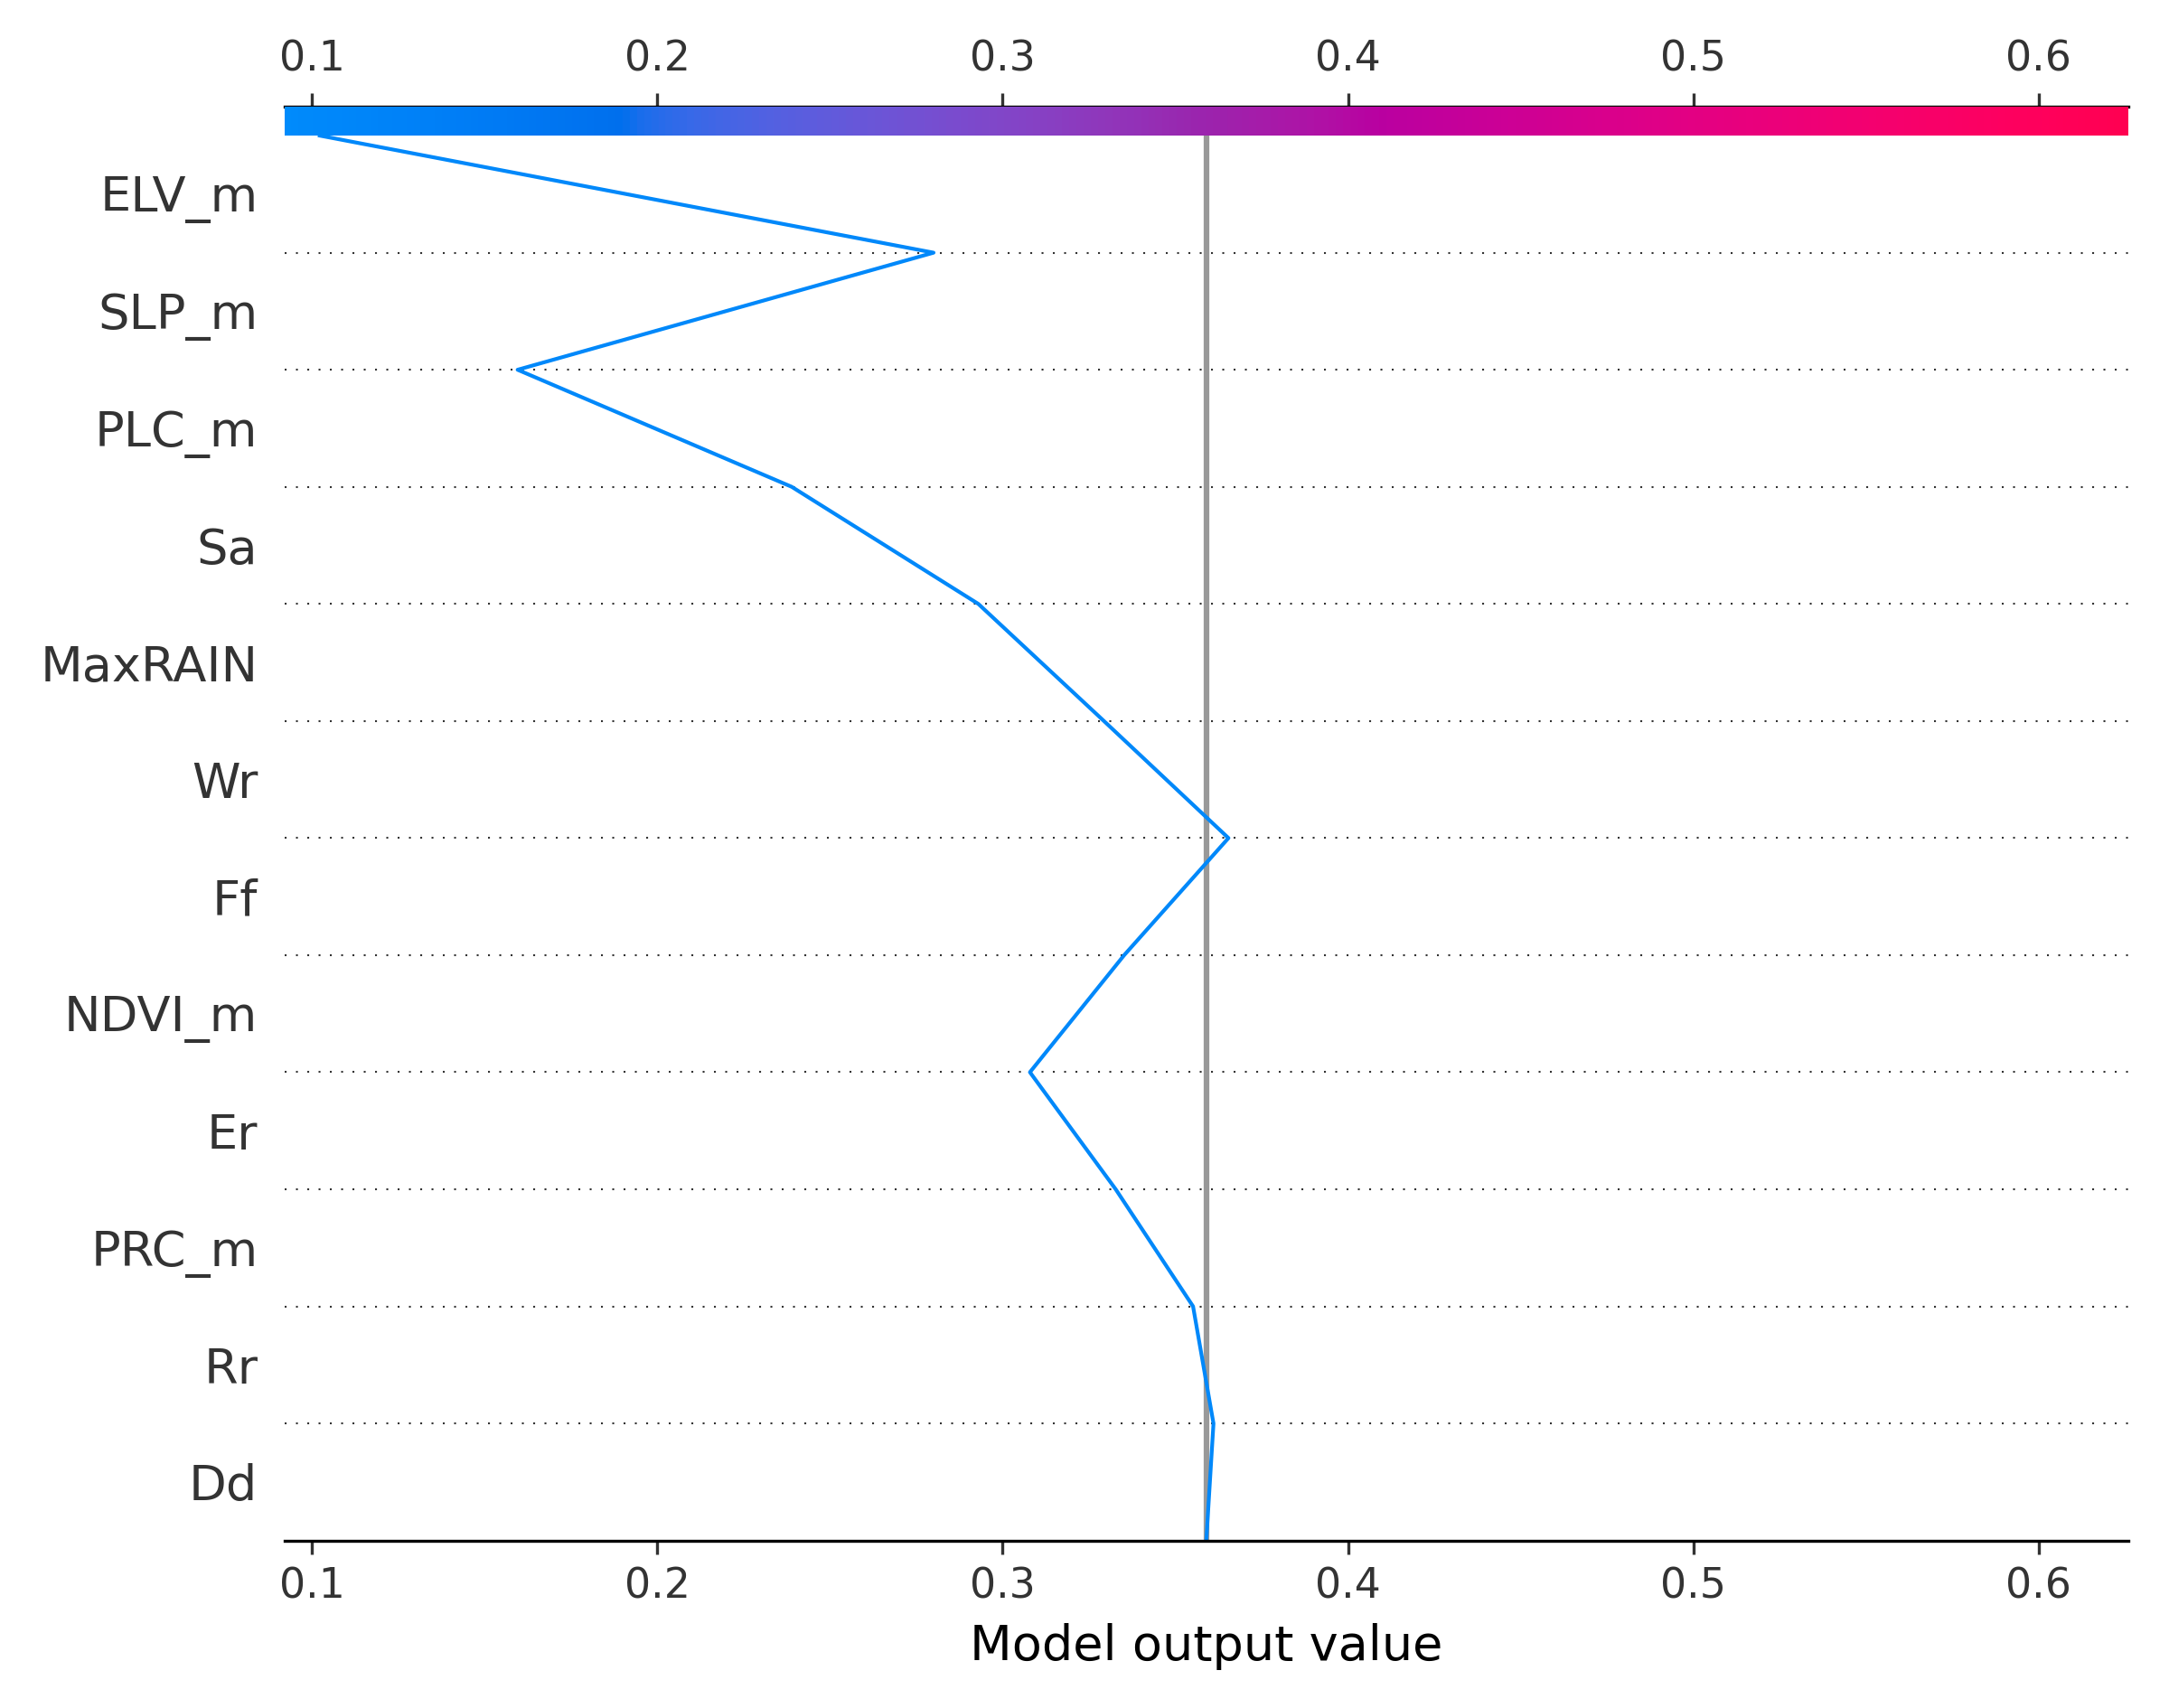 0.1 0.2 0.3 0.4 0.5 0.6
ELV_m
SLP_m
PLC_m
Sa
MaxRAIN
Wr
Ff
NDVI_m
Er
PRC_m
Rr
Dd
0.1 0.2 0.3 0.4 0.5 0.6
Model output value